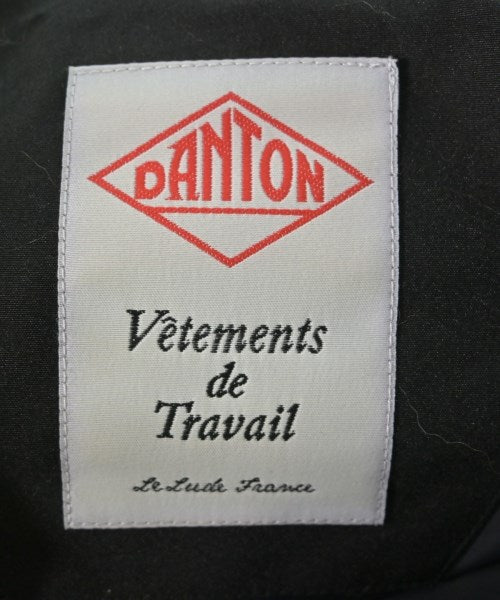 DANTON
Vêtements
de
Travail
Le Lude France